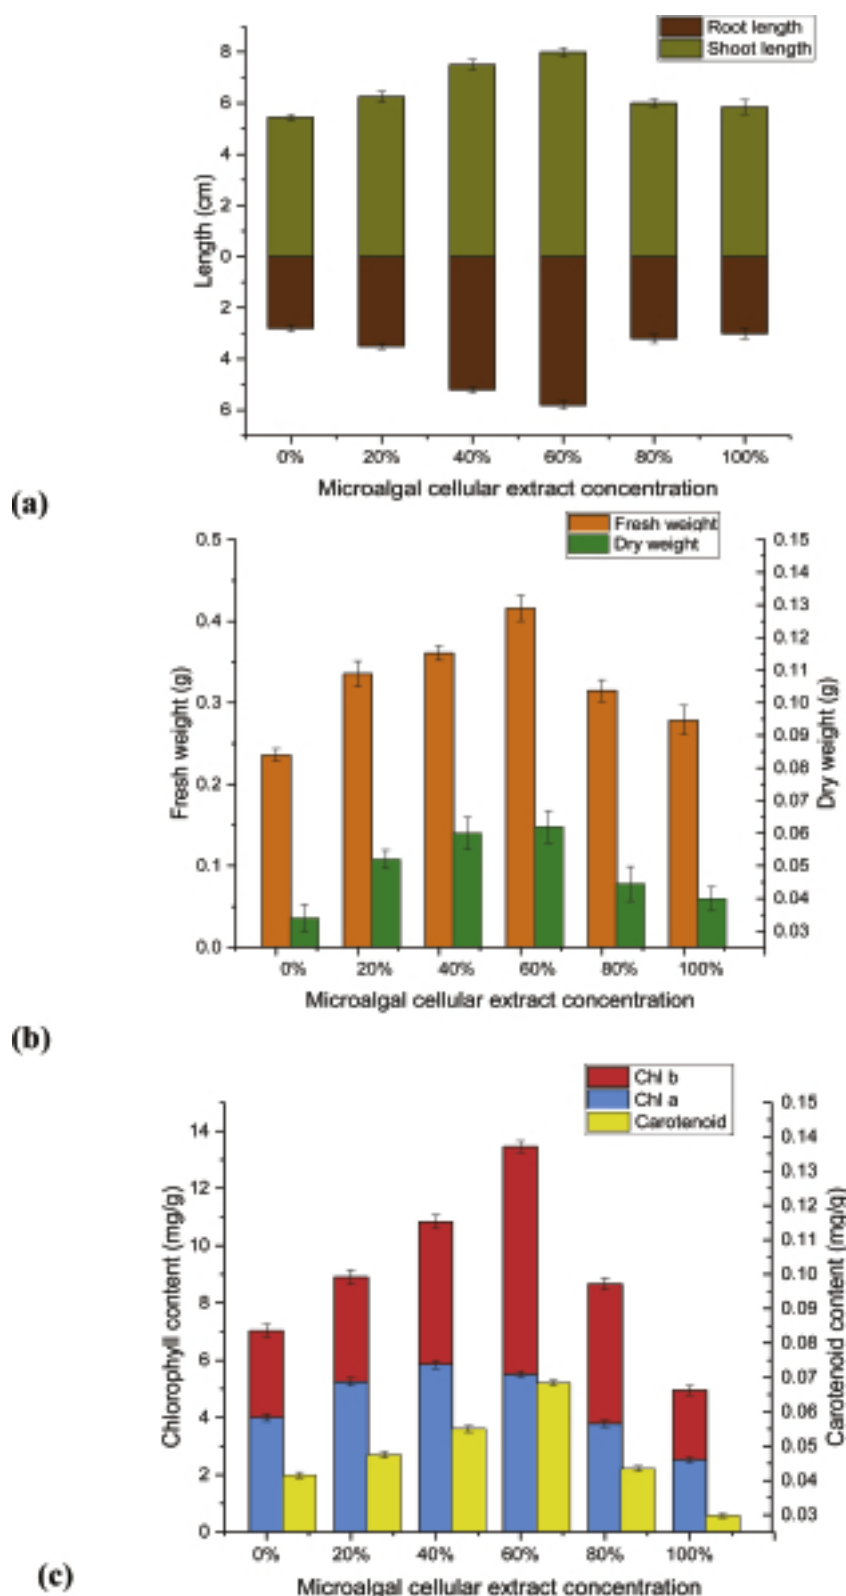 Root length
Shoot length
8
6
4
2
0
2
4
6
Length (cm)
0% 20% 40% 60% 80% 100%
Microalgal cellular extract concentration
(a)
Fresh weight
Dry weight
0.5
0.4
0.3
0.2
0.1
0.0
Fresh weight (g)
0.15
0.14
0.13
0.12
0.11
0.10
0.09
0.08
0.07
0.06
0.05
0.04
0.03
Dry weight (g)
0% 20% 40% 60% 80% 100%
Microalgal cellular extract concentration
(b)
Chl b
Chl a
Carotenoid
14
12
10
8
6
4
2
0
Chlorophyll content (mg/g)
0.15
0.14
0.13
0.12
0.11
0.10
0.09
0.08
0.07
0.06
0.05
0.04
0.03
Carotenoid content (mg/g)
0% 20% 40% 60% 80% 100%
Microalgal cellular extract concentration
(c)